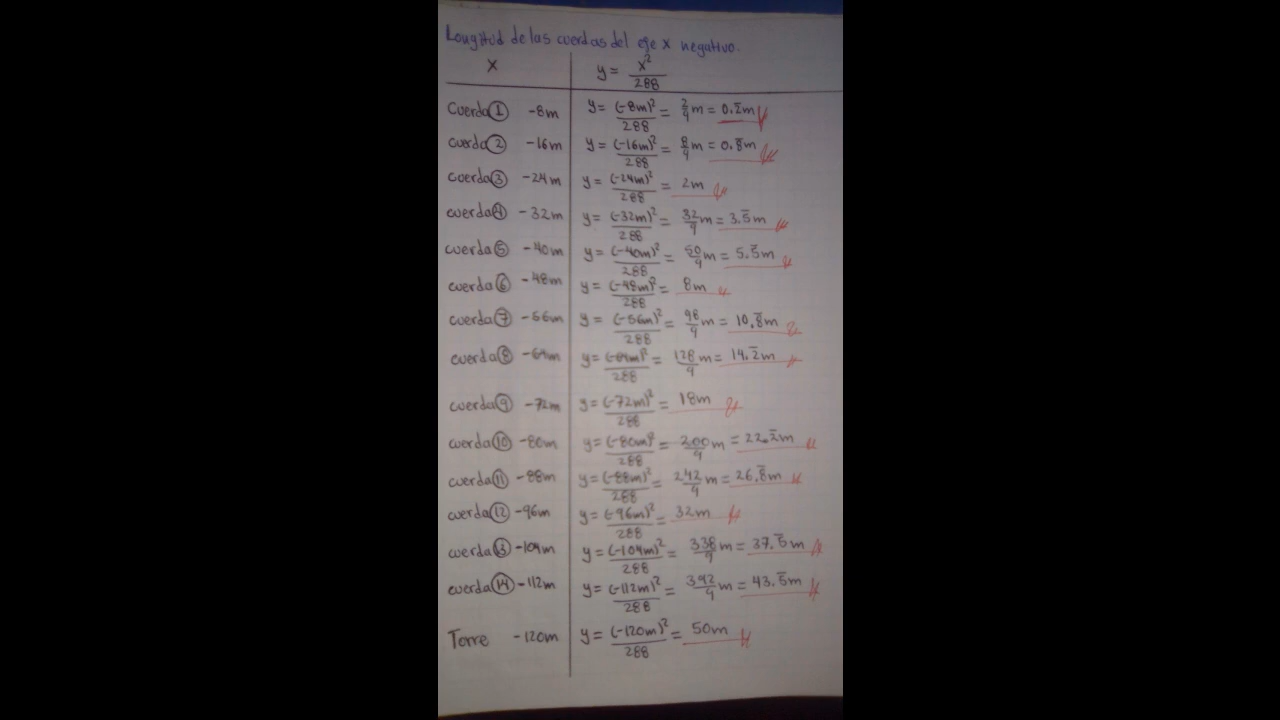 Longitud de las cuerdas del eje x negativo.
x y = x²/288
Cuerda ① -8m y = (-8m)²/288 = 2/9 m = 0.2̅m
cuerda ② -16m y = (-16m)²/288 = 8/9 m = 0.8̅m
cuerda ③ -24m y = (-24m)²/288 = 2m
cuerda ④ -32m y = (-32m)²/288 = 32/9 m = 3.5̅m
cuerda ⑤ -40m y = (-40m)²/288 = 50/9 m = 5.5̅m
cuerda ⑥ -48m y = (-48m)²/288 = 8m
cuerda ⑦ -56m y = (-56m)²/288 = 98/9 m = 10.8̅m
cuerda ⑧ -64m y = (-64m)²/288 = 128/9 m = 14.2̅m
cuerda ⑨ -72m y = (-72m)²/288 = 18m
cuerda ⑩ -80m y = (-80m)²/288 = 200/9 m = 22.2̅m
cuerda ⑪ -88m y = (-88m)²/288 = 242/9 m = 26.8̅m
cuerda ⑫ -96m y = (-96m)²/288 = 32m
cuerda ⑬ -104m y = (-104m)²/288 = 338/9 m = 37.5̅m
cuerda ⑭ -112m y = (-112m)²/288 = 392/9 m = 43.5̅m
Torre -120m y = (-120m)²/288 = 50m